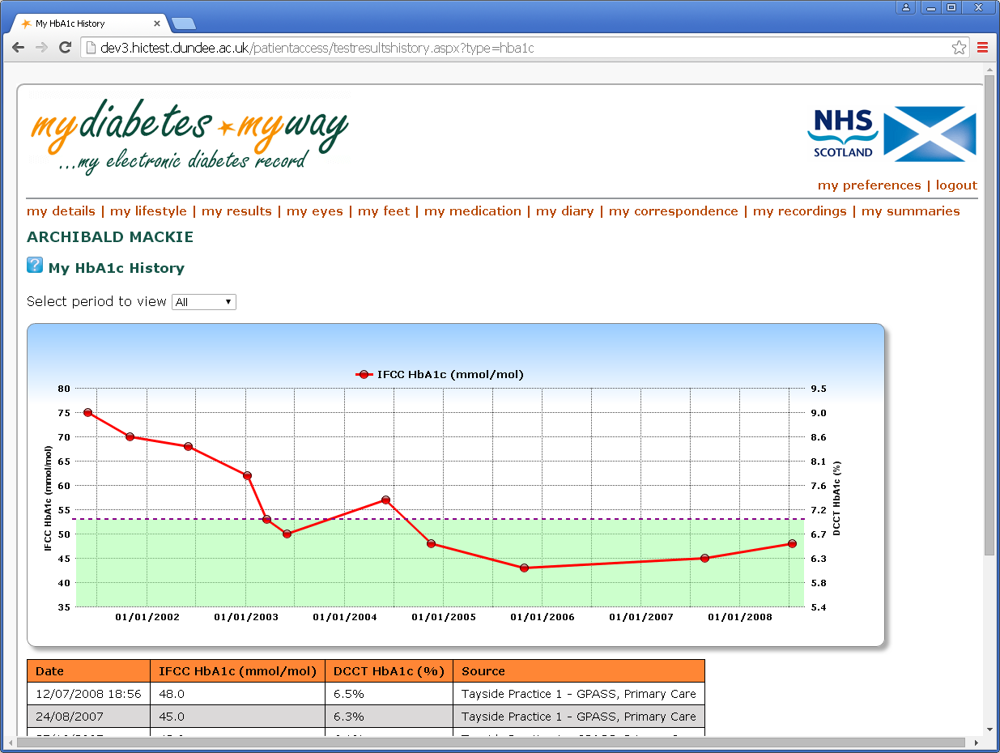 My HbA1c History
dev3.hictest.dundee.ac.uk/patientaccess/testresultshistory.aspx?type=hba1c
mydiabetes myway
...my electronic diabetes record
NHS
SCOTLAND
my preferences | logout
my details | my lifestyle | my results | my eyes | my feet | my medication | my diary | my correspondence | my recordings | my summaries
ARCHIBALD MACKIE
? My HbA1c History
Select period to view All
IFCC HbA1c (mmol/mol)
80 9.5
75 9.0
70 8.6
65 8.1
60 7.6
55 7.2
50 6.7
45 6.3
40 5.8
35 5.4
IFCC HbA1c (mmol/mol)
DCCT HbA1c (%)
01/01/2002 01/01/2003 01/01/2004 01/01/2005 01/01/2006 01/01/2007 01/01/2008
Date IFCC HbA1c (mmol/mol) DCCT HbA1c (%) Source
12/07/2008 18:56 48.0 6.5% Tayside Practice 1 - GPASS, Primary Care
24/08/2007 45.0 6.3% Tayside Practice 1 - GPASS, Primary Care